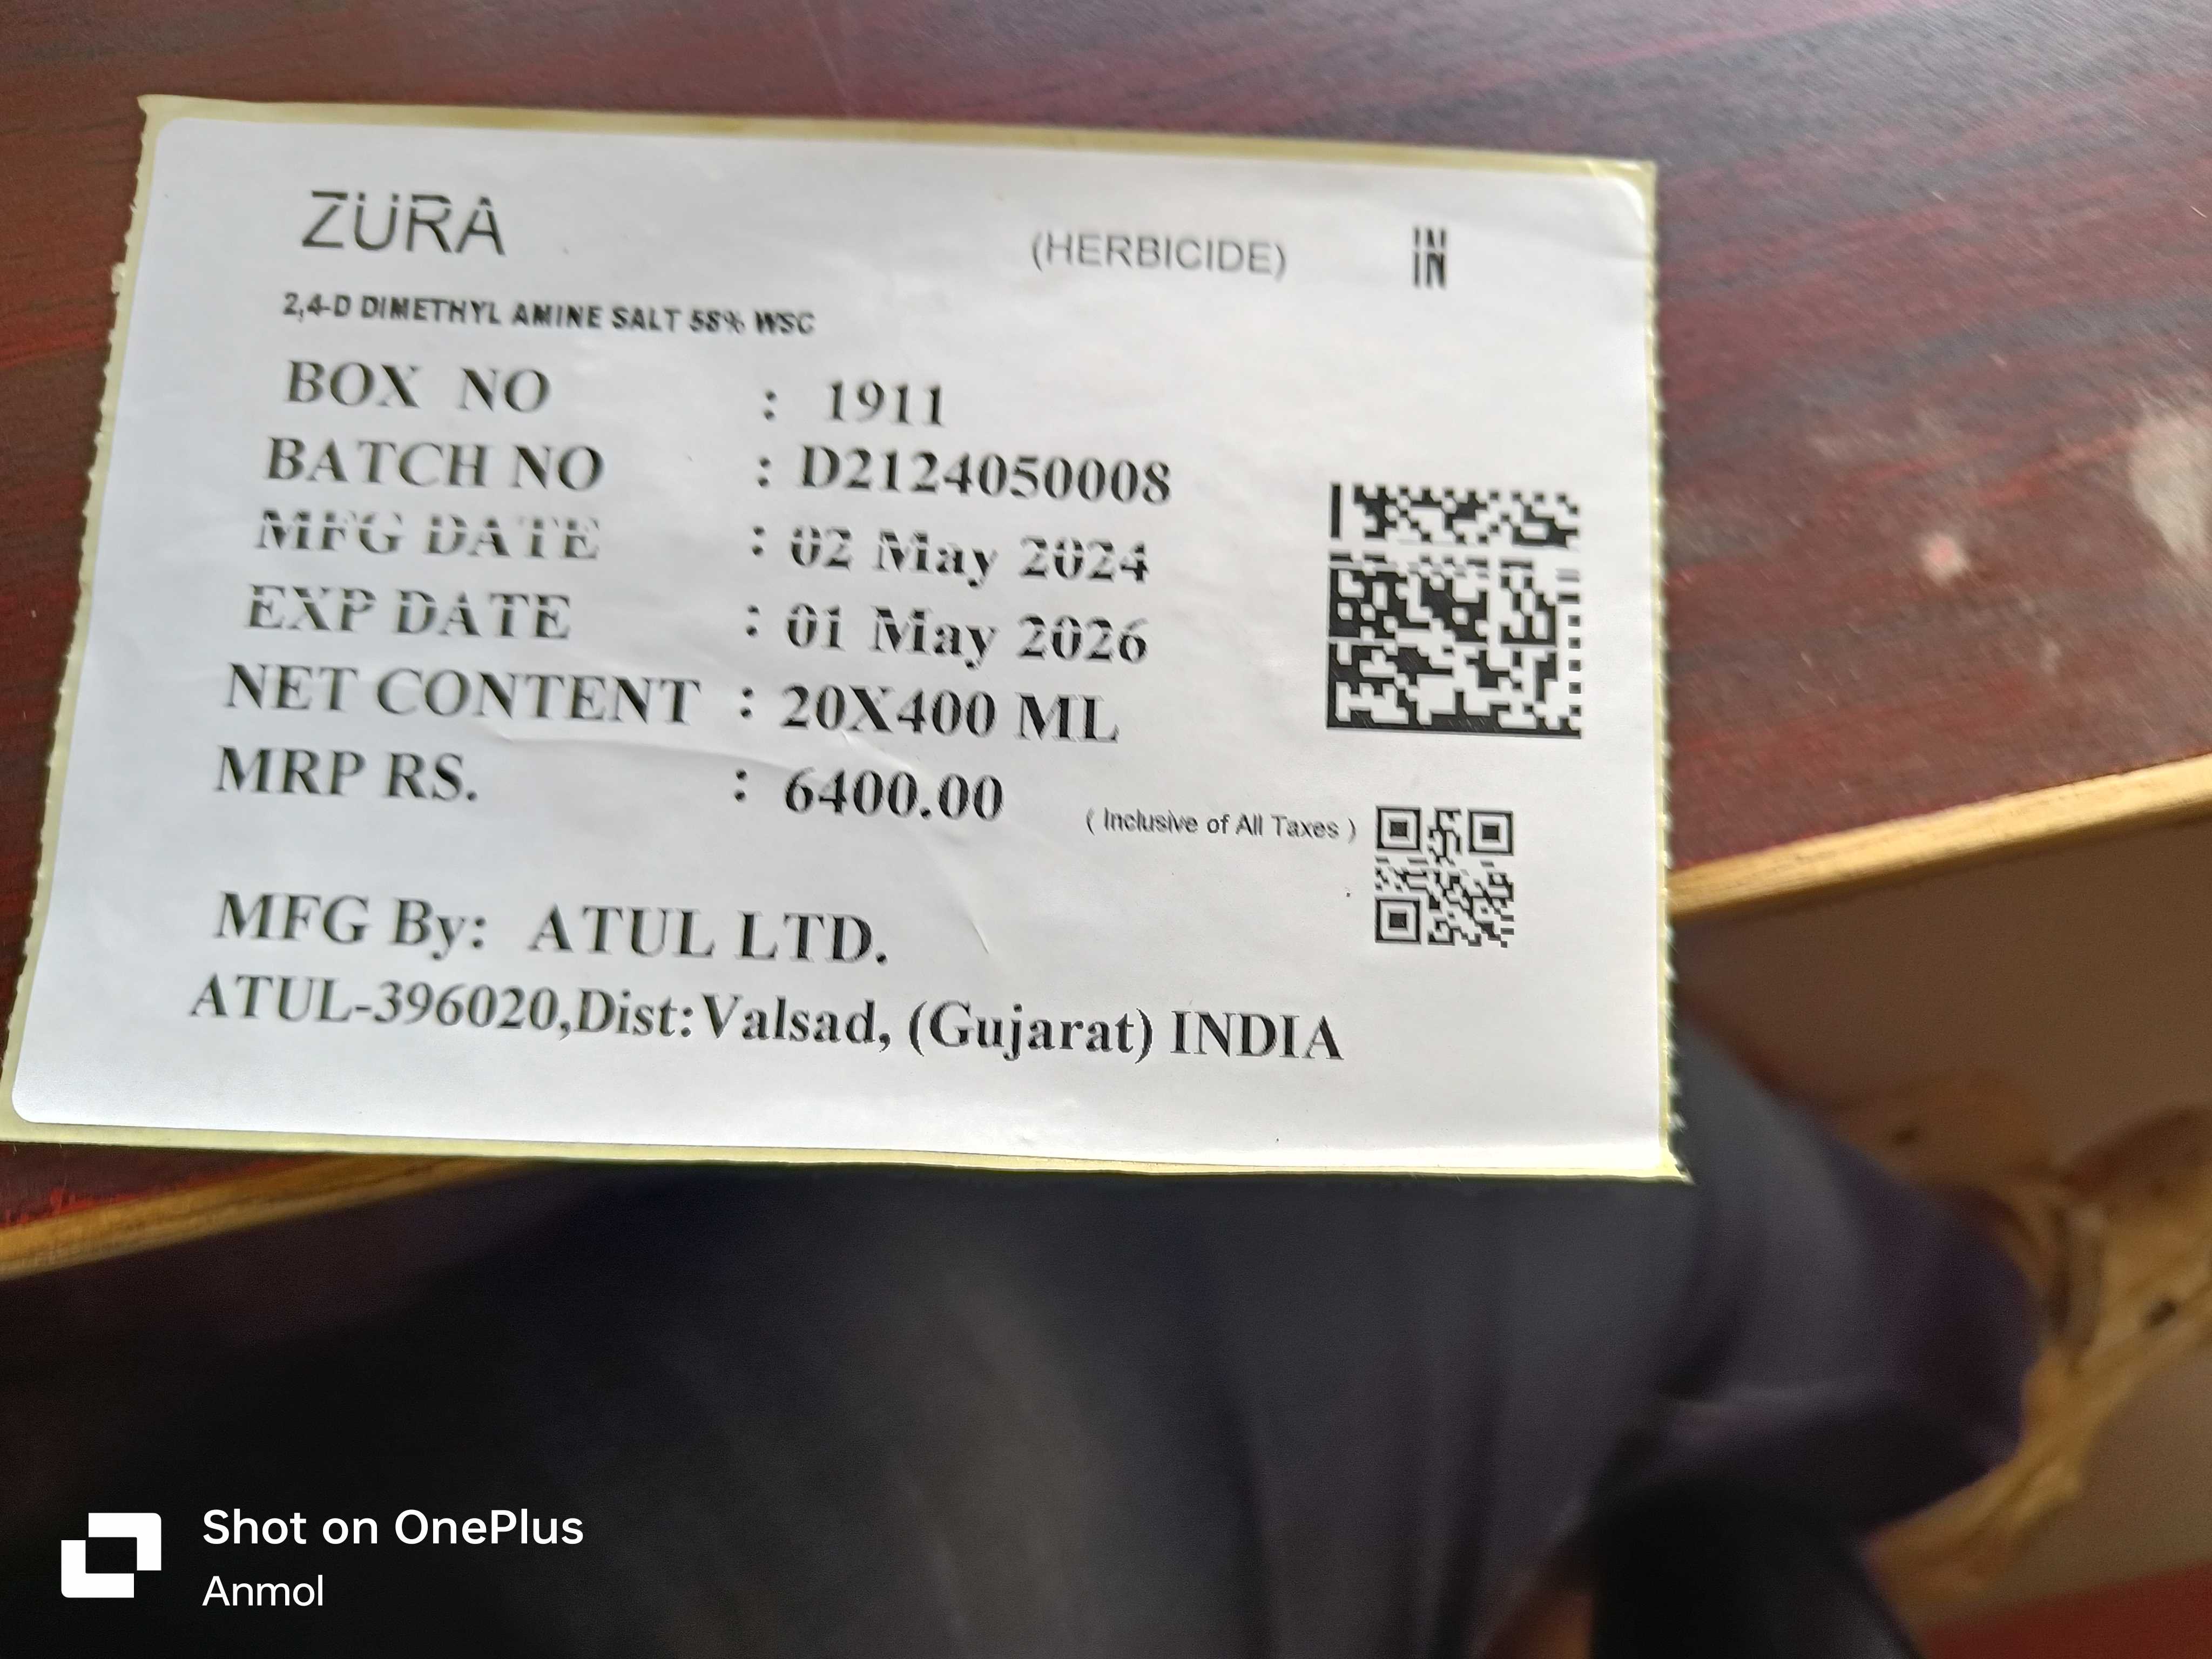 ZURA (HERBICIDE) IN
2,4-D DIMETHYL AMINE SALT 58% WSC
BOX NO : 1911
BATCH NO : D2124050008
MFG DATE : 02 May 2024
EXP DATE : 01 May 2026
NET CONTENT : 20X400 ML
MRP RS. : 6400.00 ( Inclusive of All Taxes )
MFG By: ATUL LTD.
ATUL-396020,Dist:Valsad, (Gujarat) INDIA
Shot on OnePlus
Anmol